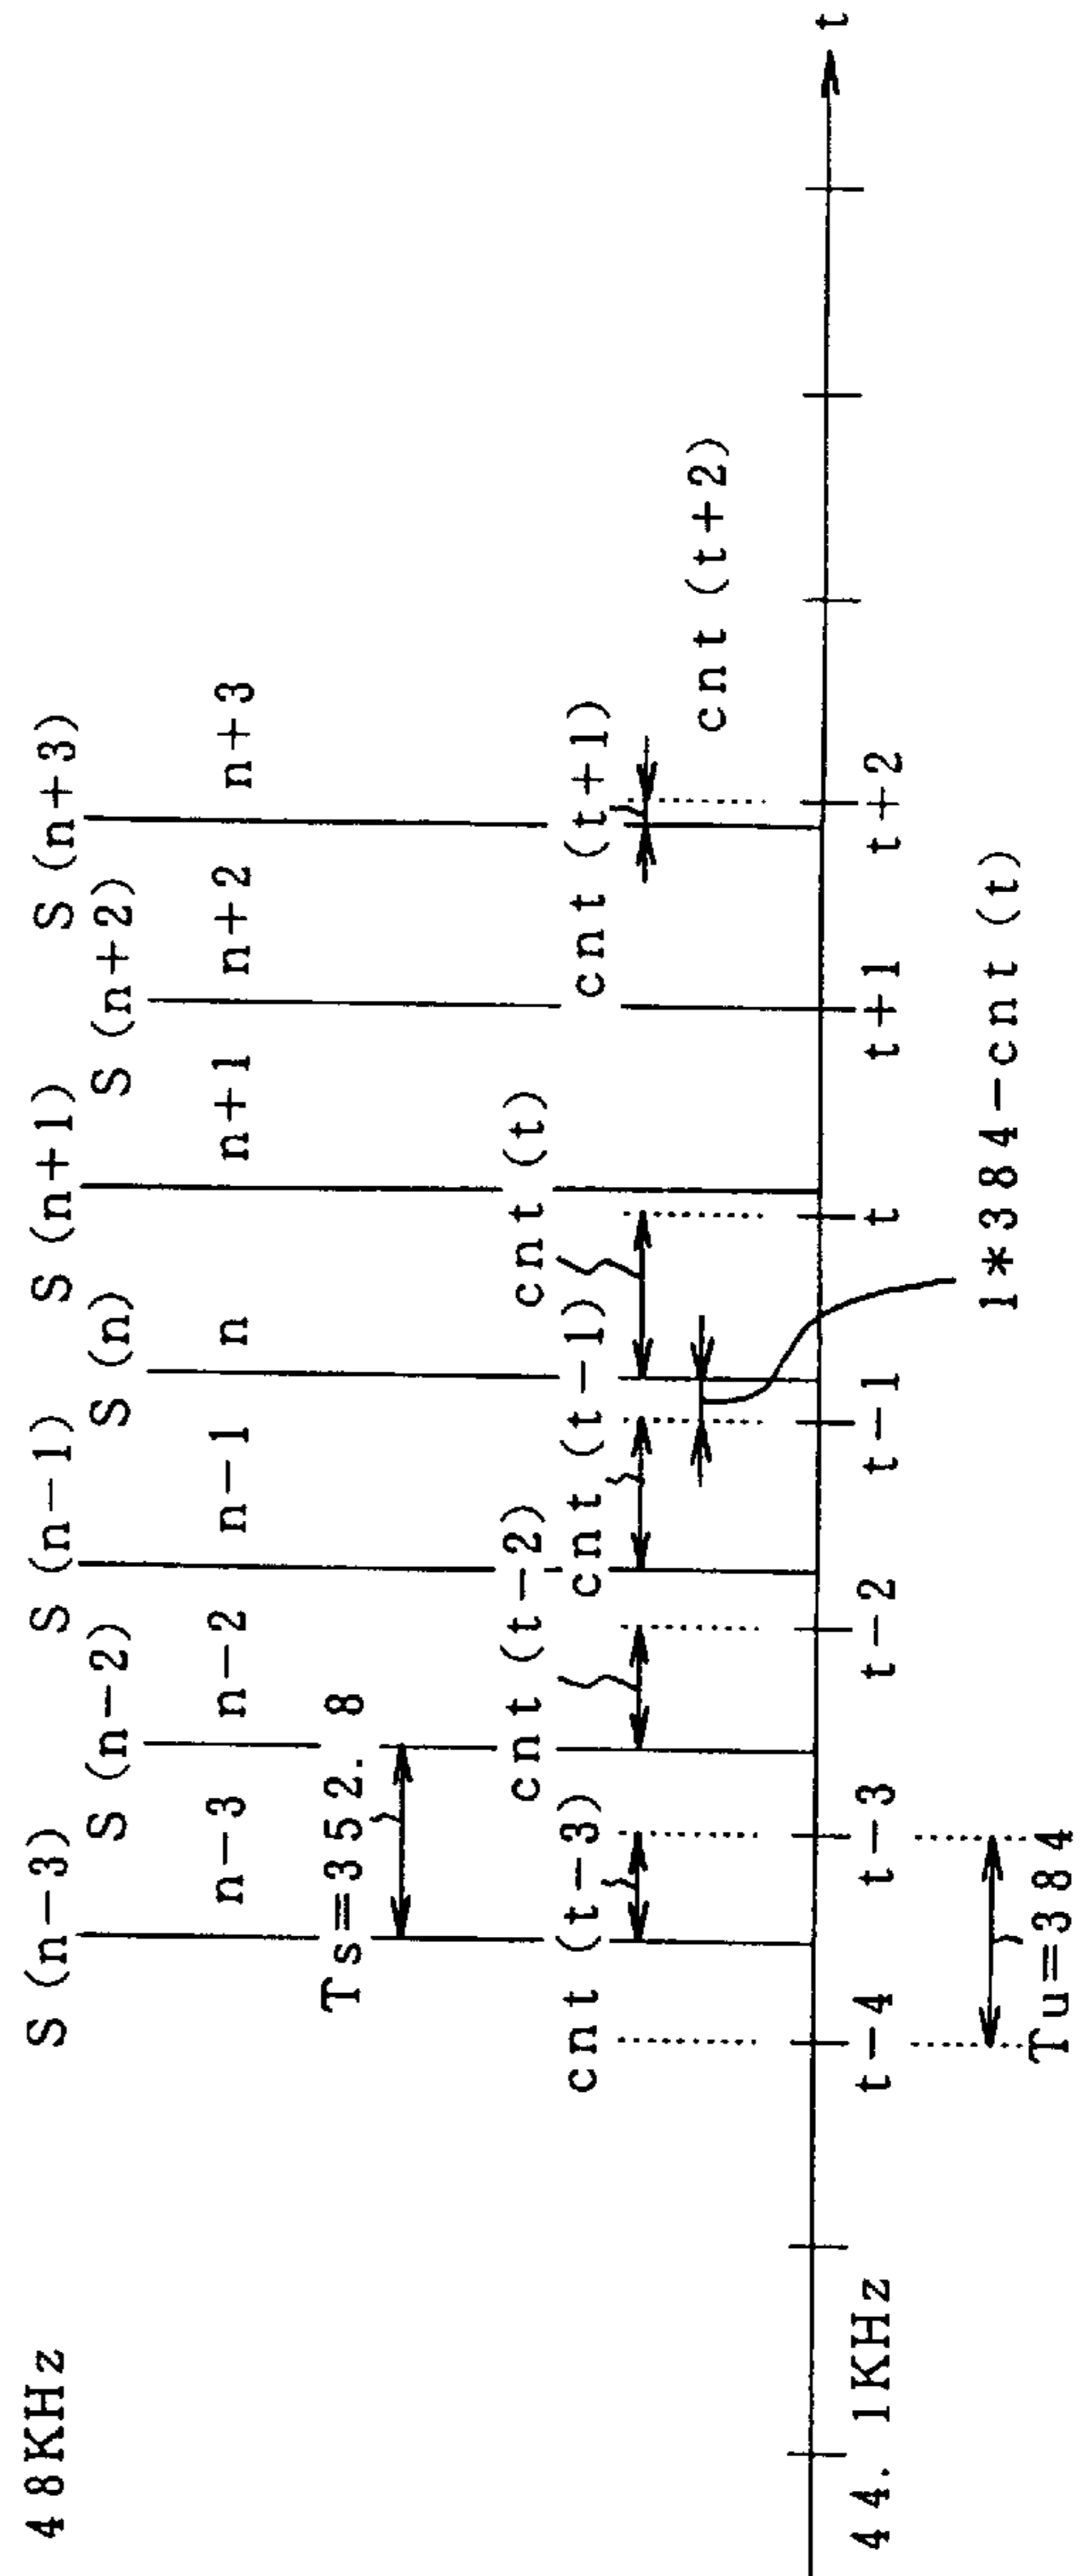 48KHz
S(n-3) S(n-1) S(n+1) S(n+3)
S(n-2) S(n) S(n+2)
n-3 n-2 n-1 n n+1 n+2 n+3
Ts=352.8
cnt(t-2) cnt(t)
cnt(t-3) cnt(t-1) cnt(t+1)
cnt(t+2)
t
44.1KHz t-4 t-3 t-2 t-1 t t+1 t+2
1*384-cnt(t)
Tu=384